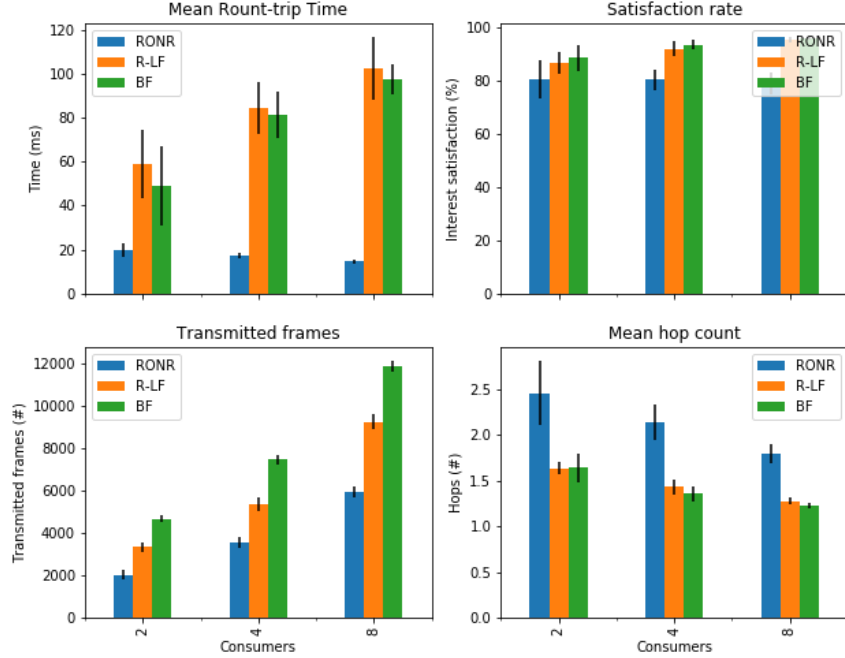 Mean Rount-trip Time
Time (ms)
120
100
80
60
40
20
0
RONR
R-LF
BF
Satisfaction rate
Interest satisfaction (%)
100
80
60
40
20
0
RONR
R-LF
BF
Transmitted frames
Transmitted frames (#)
12000
10000
8000
6000
4000
2000
0
RONR
R-LF
BF
2
4
8
Consumers
Mean hop count
Hops (#)
2.5
2.0
1.5
1.0
0.5
0.0
RONR
R-LF
BF
2
4
8
Consumers